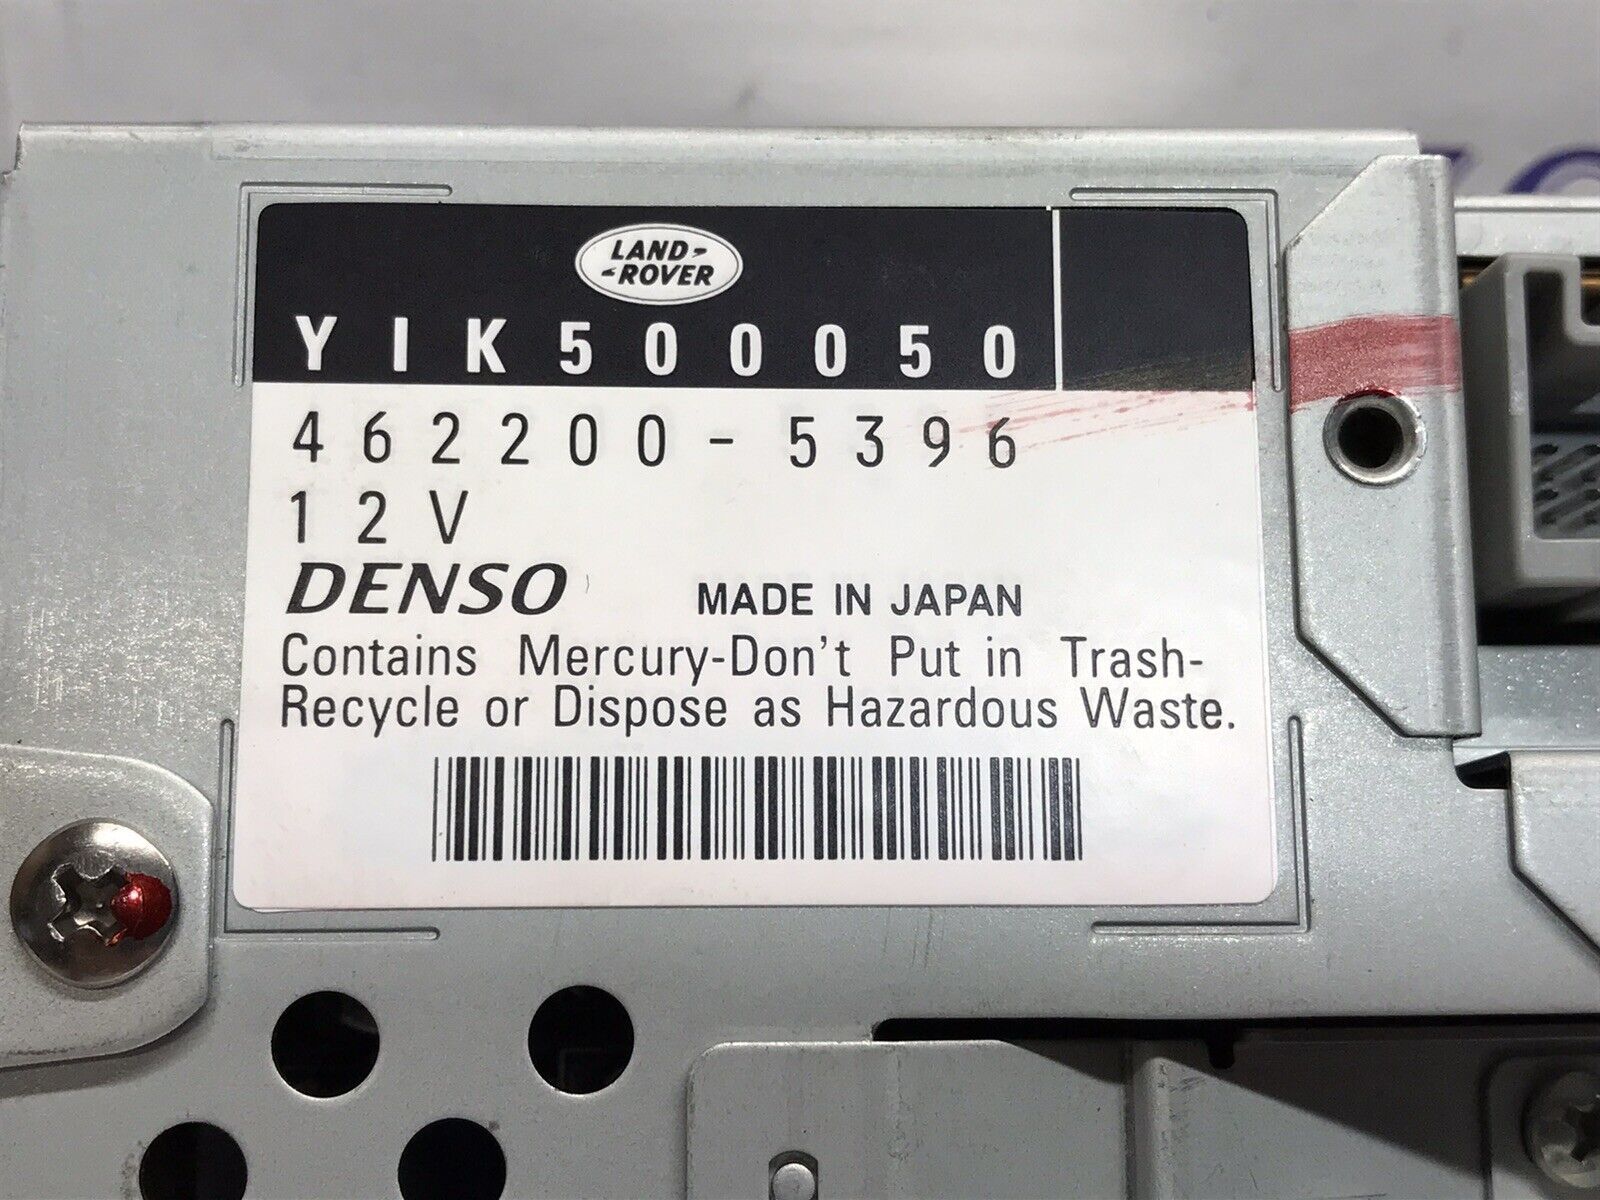 LAND-
-ROVER
YIK500050
462200-5396
12V
DENSO MADE IN JAPAN
Contains Mercury-Don't Put in Trash-
Recycle or Dispose as Hazardous Waste.